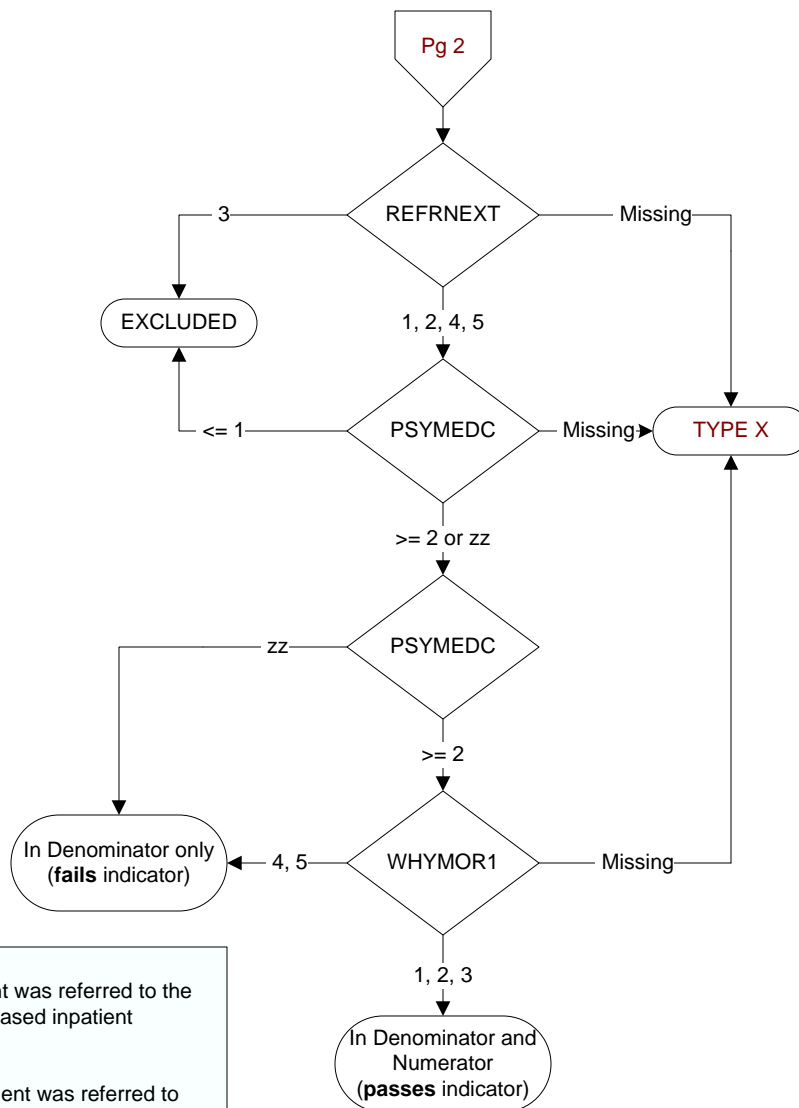 Pg 2
REFRNEXT
3
Missing
EXCLUDED
1, 2, 4, 5
<= 1
PSYMEDC
Missing
TYPE X
>= 2 or zz
zz
PSYMEDC
>= 2
In Denominator only
(fails indicator)
4, 5
WHYMOR1
Missing
1, 2, 3
In Denominator and
Numerator
(passes indicator)
was referred to the
inpatient
was referred to